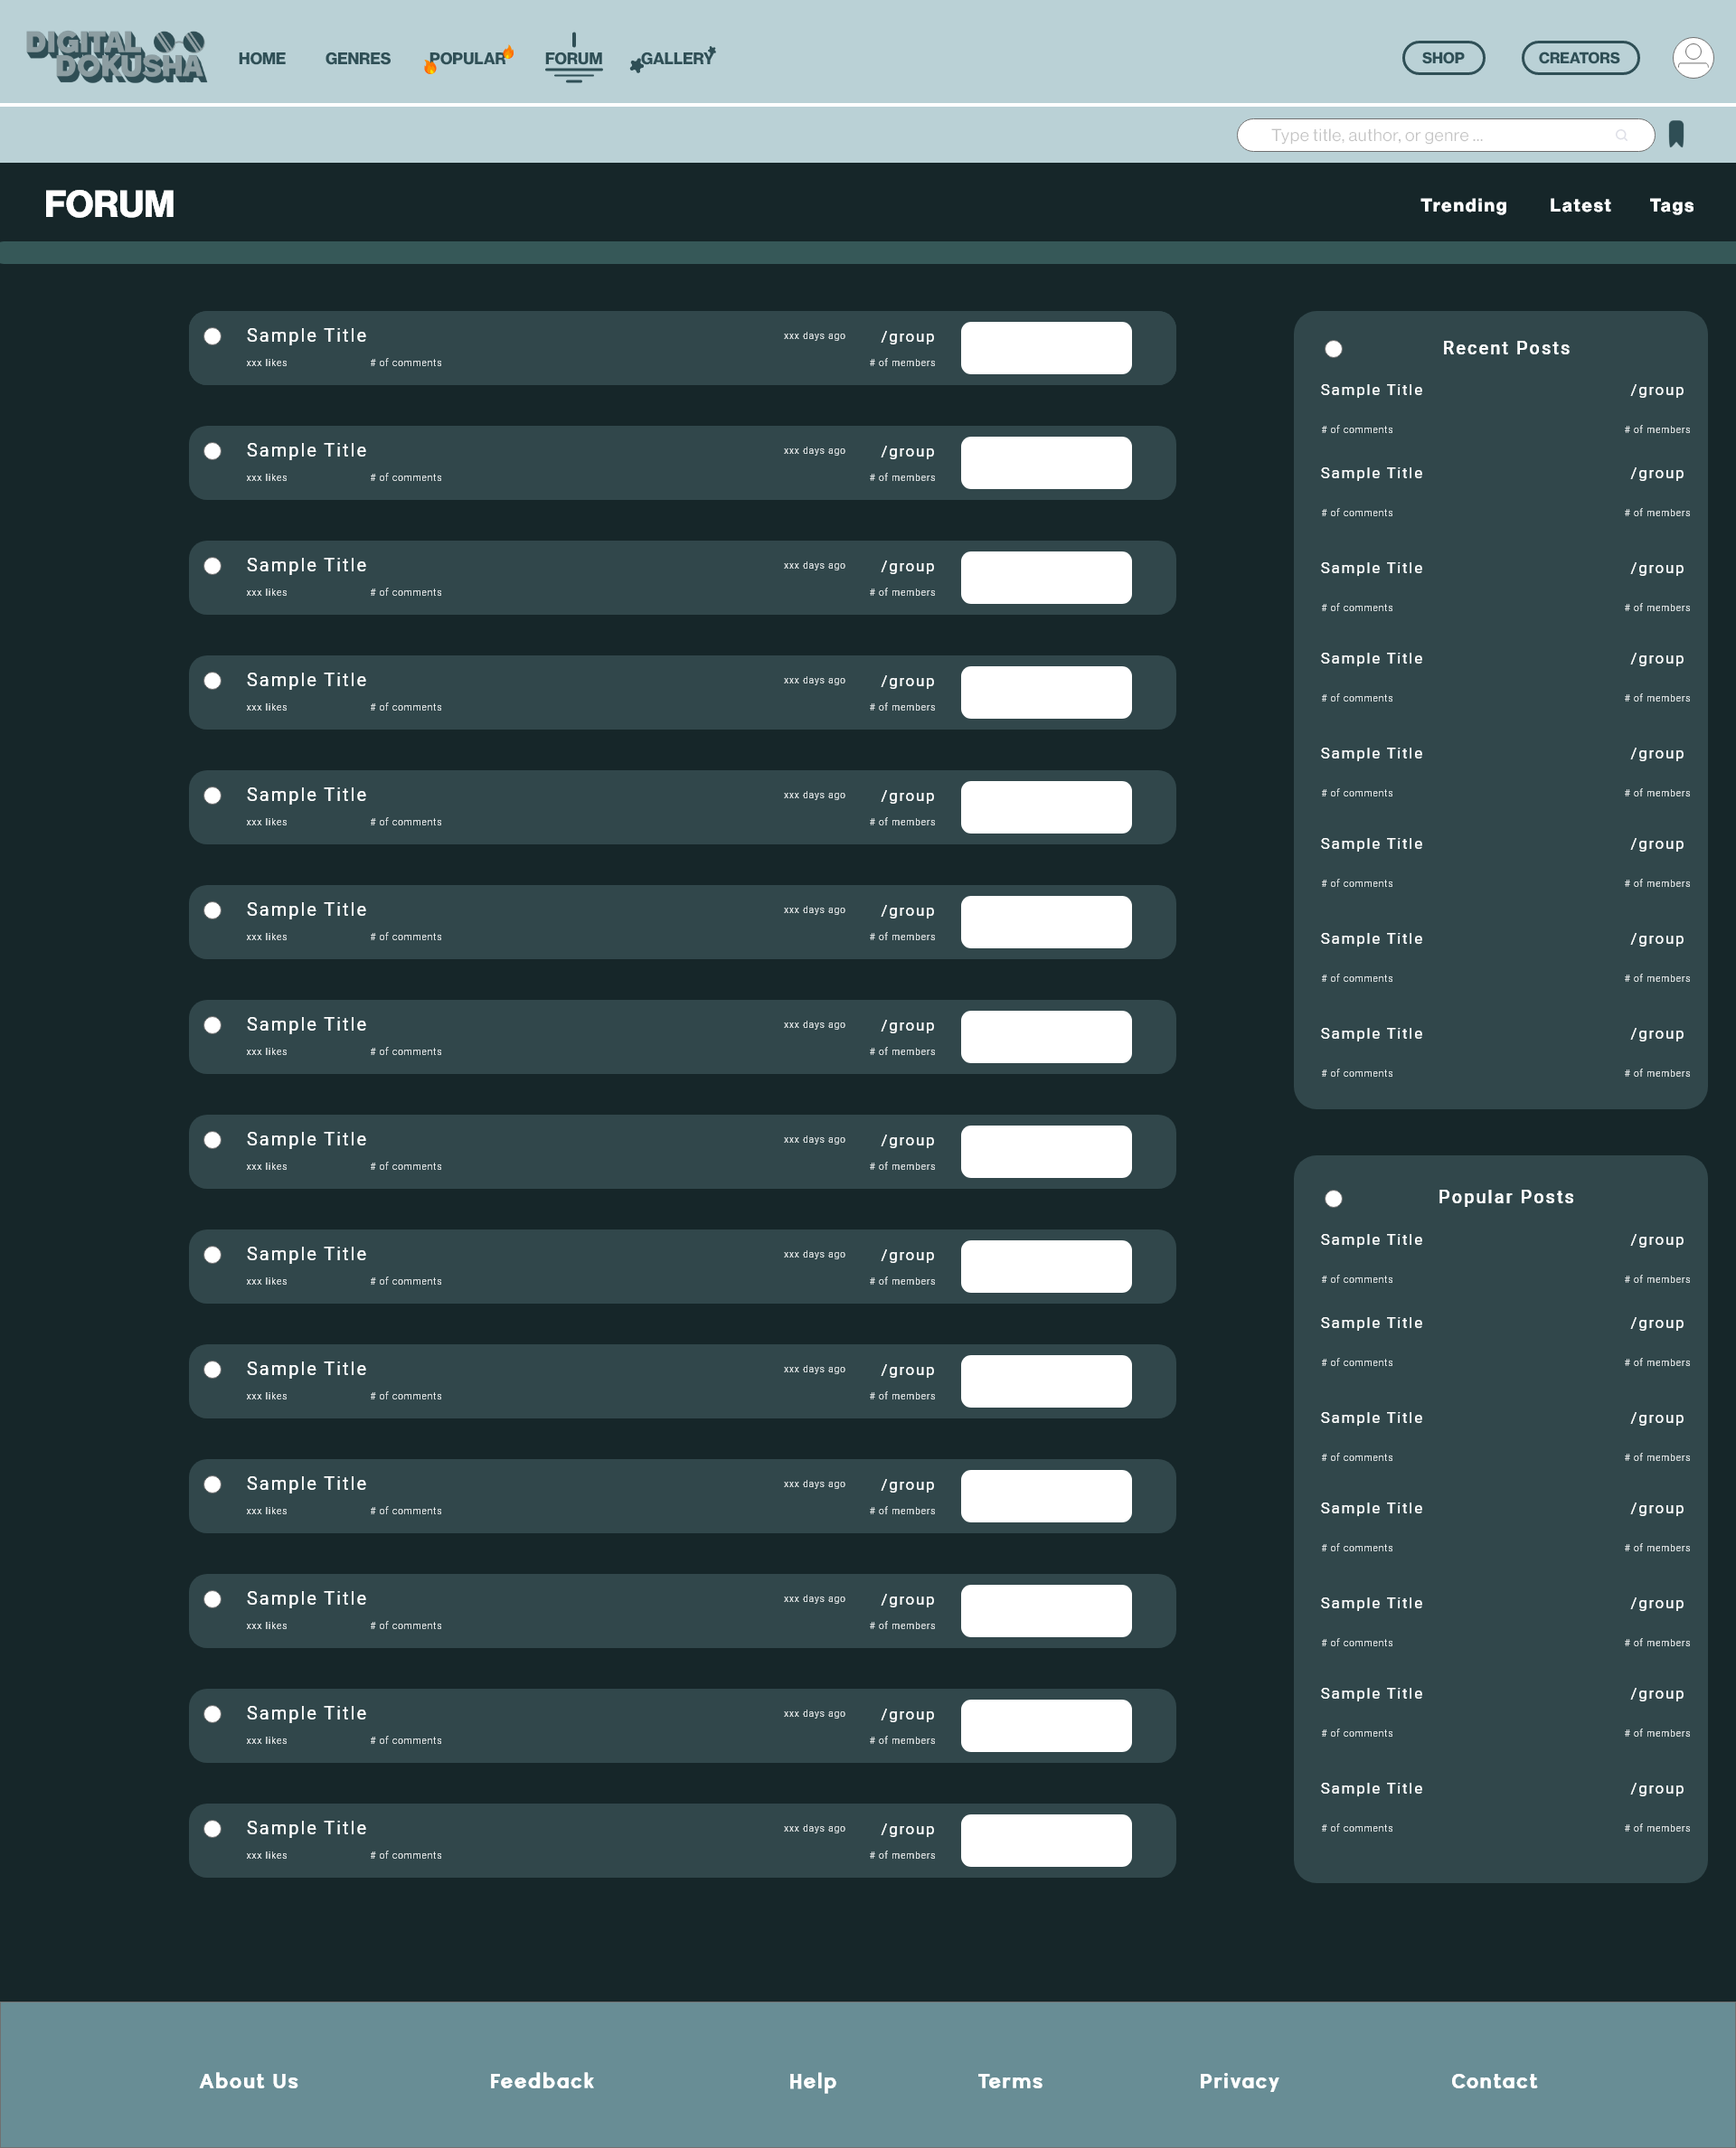 DIGITAL
DOKUSHA
HOME GENRES POPULAR FORUM GALLERY SHOP CREATORS
Type title, author, or genre ...
FORUM Trending Latest Tags
Sample Title xxx days ago /group
xxx likes # of comments # of members
Sample Title xxx days ago /group
xxx likes # of comments # of members
Sample Title xxx days ago /group
xxx likes # of comments # of members
Sample Title xxx days ago /group
xxx likes # of comments # of members
Sample Title xxx days ago /group
xxx likes # of comments # of members
Sample Title xxx days ago /group
xxx likes # of comments # of members
Sample Title xxx days ago /group
xxx likes # of comments # of members
Sample Title xxx days ago /group
xxx likes # of comments # of members
Sample Title xxx days ago /group
xxx likes # of comments # of members
Sample Title xxx days ago /group
xxx likes # of comments # of members
Sample Title xxx days ago /group
xxx likes # of comments # of members
Sample Title xxx days ago /group
xxx likes # of comments # of members
Sample Title xxx days ago /group
xxx likes # of comments # of members
Sample Title xxx days ago /group
xxx likes # of comments # of members
Recent Posts
Sample Title /group
# of comments # of members
Sample Title /group
# of comments # of members
Sample Title /group
# of comments # of members
Sample Title /group
# of comments # of members
Sample Title /group
# of comments # of members
Sample Title /group
# of comments # of members
Sample Title /group
# of comments # of members
Sample Title /group
# of comments # of members
Popular Posts
Sample Title /group
# of comments # of members
Sample Title /group
# of comments # of members
Sample Title /group
# of comments # of members
Sample Title /group
# of comments # of members
Sample Title /group
# of comments # of members
Sample Title /group
# of comments # of members
Sample Title /group
# of comments # of members
About Us Feedback Help Terms Privacy Contact